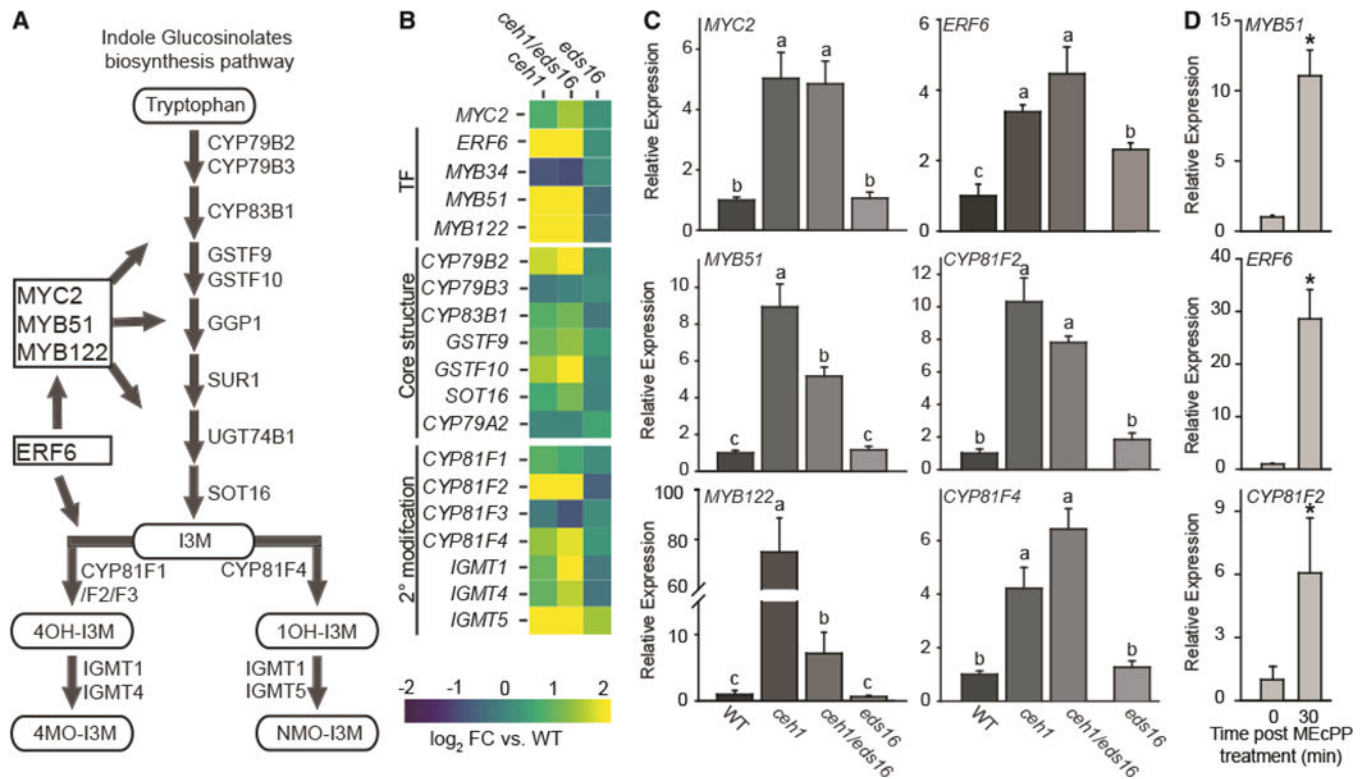 A
Indole Glucosinolates
biosynthesis pathway
Tryptophan
CYP79B2
CYP79B3
CYP83B1
GSTF9
GSTF10
GGP1
SUR1
UGT74B1
SOT16
MYC2
MYB51
MYB122
ERF6
I3M
CYP81F1
/F2/F3
CYP81F4
4OH-I3M
1OH-I3M
IGMT1
IGMT4
IGMT1
IGMT5
4MO-I3M
NMO-I3M
B
ceh1
ceh1/eds16
eds16
MYC2
TF
ERF6
MYB34
MYB51
MYB122
Core structure
CYP79B2
CYP79B3
CYP83B1
GSTF9
GSTF10
SOT16
CYP79A2
2° modifcation
CYP81F1
CYP81F2
CYP81F3
CYP81F4
IGMT1
IGMT4
IGMT5
-2 -1 0 1 2
log2 FC vs. WT
C
MYC2
Relative Expression
6
4
2
0
b a a b
ERF6
Relative Expression
6
4
2
0
c a a b
MYB51
Relative Expression
10
8
6
4
2
0
c a b c
CYP81F2
Relative Expression
12
10
8
6
4
2
0
b a a b
MYB122
Relative Expression
100
80
60
10
0
c a b c
WT ceh1 ceh1/eds16 eds16
CYP81F4
Relative Expression
8
6
4
2
0
b a a b
WT ceh1 ceh1/eds16 eds16
D
MYB51
Relative Expression
15
10
5
0
*
ERF6
Relative Expression
40
30
20
10
0
*
CYP81F2
Relative Expression
9
6
3
0
*
0 30
Time post MEcPP
treatment (min)